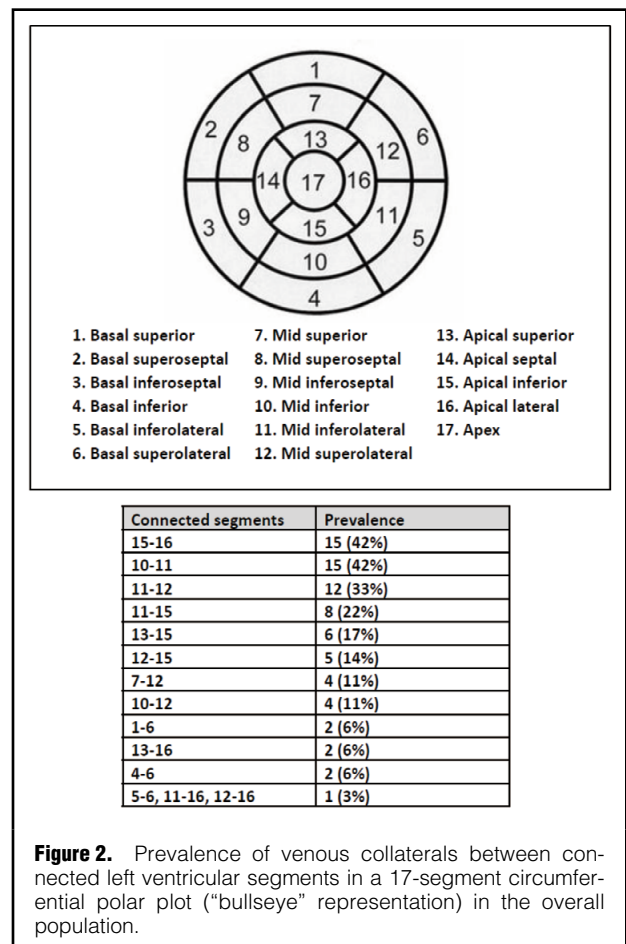 1
2
7
6
8
13
12
14
17
16
9
11
3
15
5
10
4
1. Basal superior 7. Mid superior 13. Apical superior
2. Basal superoseptal 8. Mid superoseptal 14. Apical septal
3. Basal inferoseptal 9. Mid inferoseptal 15. Apical inferior
4. Basal inferior 10. Mid inferior 16. Apical lateral
5. Basal inferolateral 11. Mid inferolateral 17. Apex
6. Basal superolateral 12. Mid superolateral
Connected segments Prevalence
15-16 15 (42%)
10-11 15 (42%)
11-12 12 (33%)
11-15 8 (22%)
13-15 6 (17%)
12-15 5 (14%)
7-12 4 (11%)
10-12 4 (11%)
1-6 2 (6%)
13-16 2 (6%)
4-6 2 (6%)
5-6, 11-16, 12-16 1 (3%)
Figure 2. Prevalence of venous collaterals between con-
nected left ventricular segments in a 17-segment circumfer-
ential polar plot (“bullseye” representation) in the overall
population.